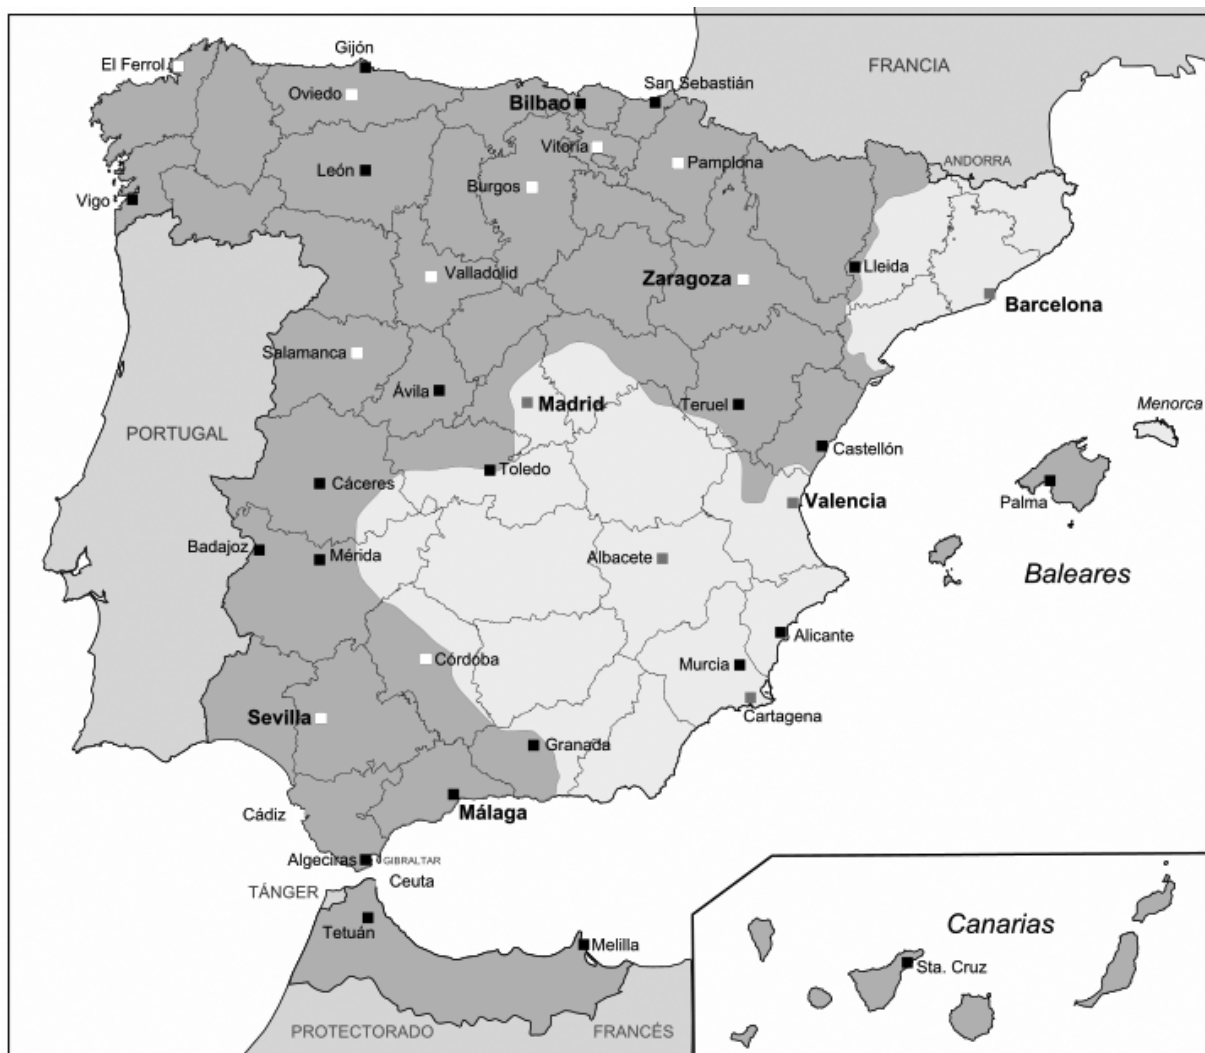 Gijón
El Ferrol
FRANCIA
San Sebastián
Oviedo
Bilbao
Vitoria
Pamplona
ANDORRA
León
Burgos
Vigo
Lleida
Valladolid
Zaragoza
Barcelona
Salamanca
Ávila
Madrid
Teruel
Menorca
PORTUGAL
Castellón
Toledo
Cáceres
Palma
Valencia
Badajoz
Mérida
Albacete
Baleares
Alicante
Córdoba
Murcia
Sevilla
Cartagena
Granada
Cádiz
Málaga
Algeciras
GIBRALTAR
Ceuta
TÁNGER
Canarias
Tetuán
Melilla
Sta. Cruz
PROTECTORADO FRANCÉS